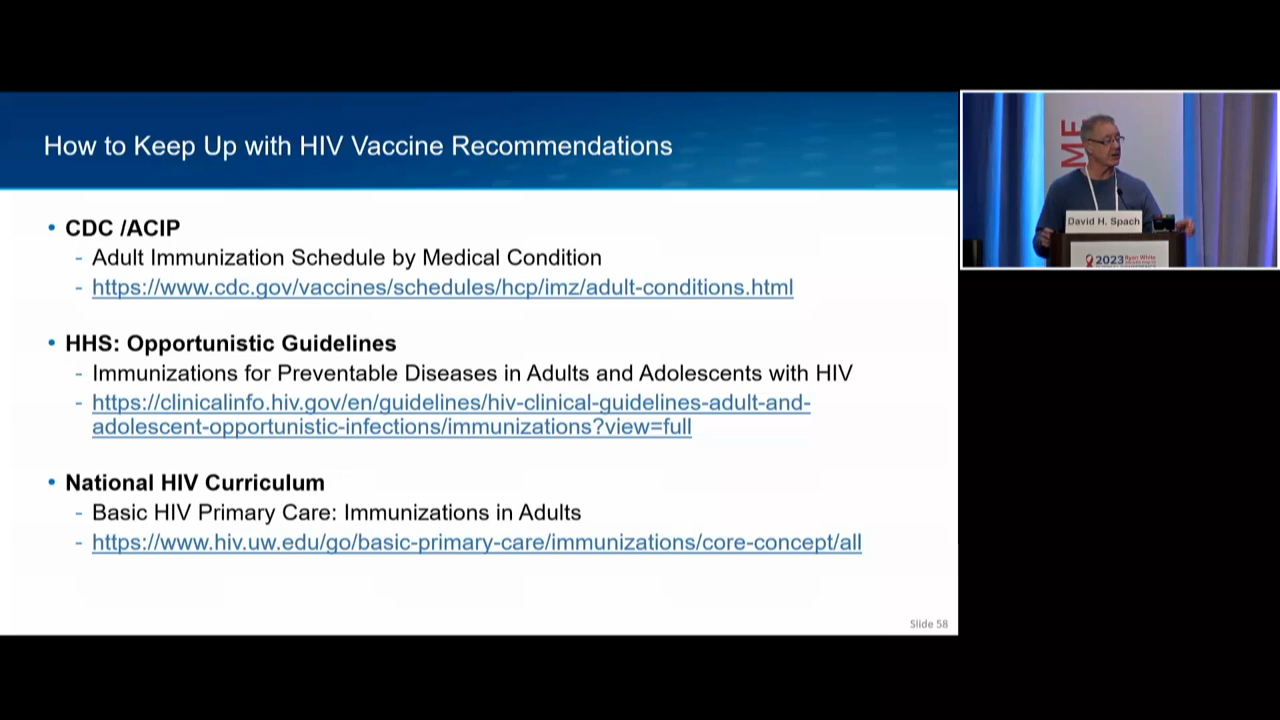 How to Keep Up with HIV Vaccine Recommendations
• CDC /ACIP
- Adult Immunization Schedule by Medical Condition
- https://www.cdc.gov/vaccines/schedules/hcp/imz/adult-conditions.html
• HHS: Opportunistic Guidelines
- Immunizations for Preventable Diseases in Adults and Adolescents with HIV
- https://clinicalinfo.hiv.gov/en/guidelines/hiv-clinical-guidelines-adult-and-
adolescent-opportunistic-infections/immunizations?view=full
• National HIV Curriculum
- Basic HIV Primary Care: Immunizations in Adults
- https://www.hiv.uw.edu/go/basic-primary-care/immunizations/core-concept/all
Slide 58
ME
David H. Spach
2023 Ryan White